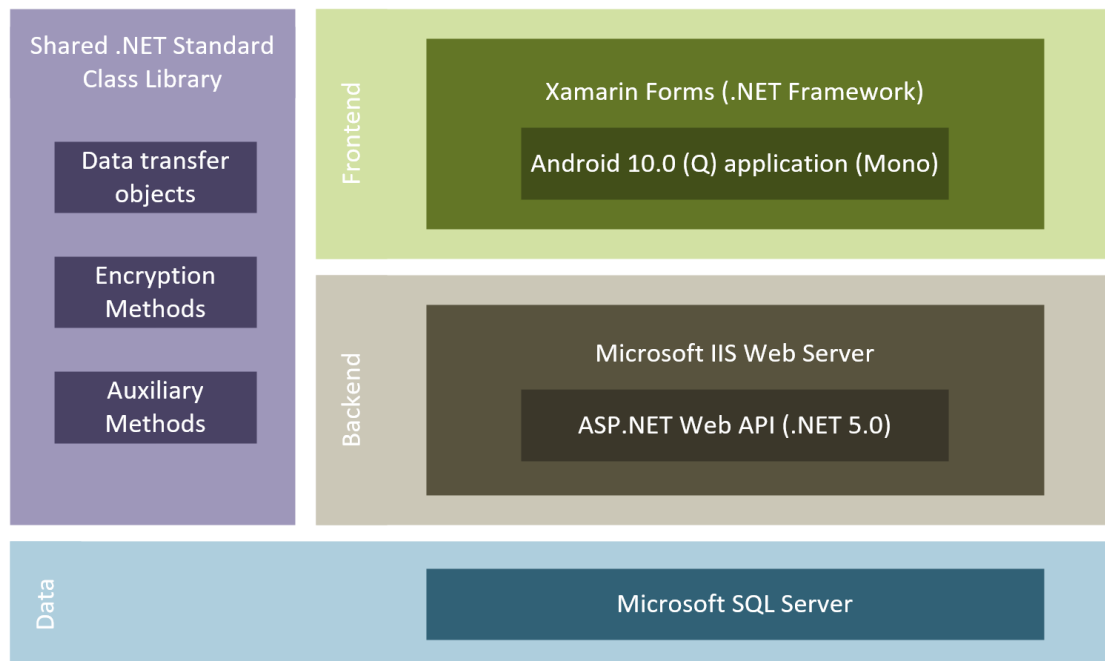 Shared .NET Standard
Class Library
Data transfer
objects
Encryption
Methods
Auxiliary
Methods
Frontend
Xamarin Forms (.NET Framework)
Android 10.0 (Q) application (Mono)
Backend
Microsoft IIS Web Server
ASP.NET Web API (.NET 5.0)
Data
Microsoft SQL Server